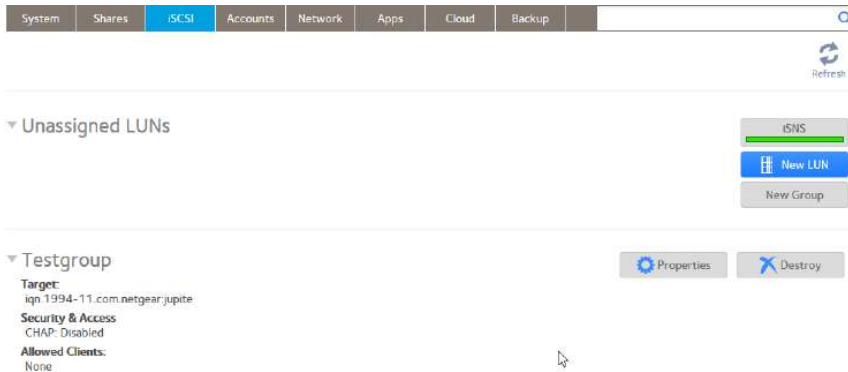 System Shares iSCSI Accounts Network Apps Cloud Backup
Refresh
Unassigned LUNs
iSNS
New LUN
New Group
Testgroup
Properties Destroy
Target:
iqn.1994-11.com.netgear:jupite
Security & Access
CHAP: Disabled
Allowed Clients:
None